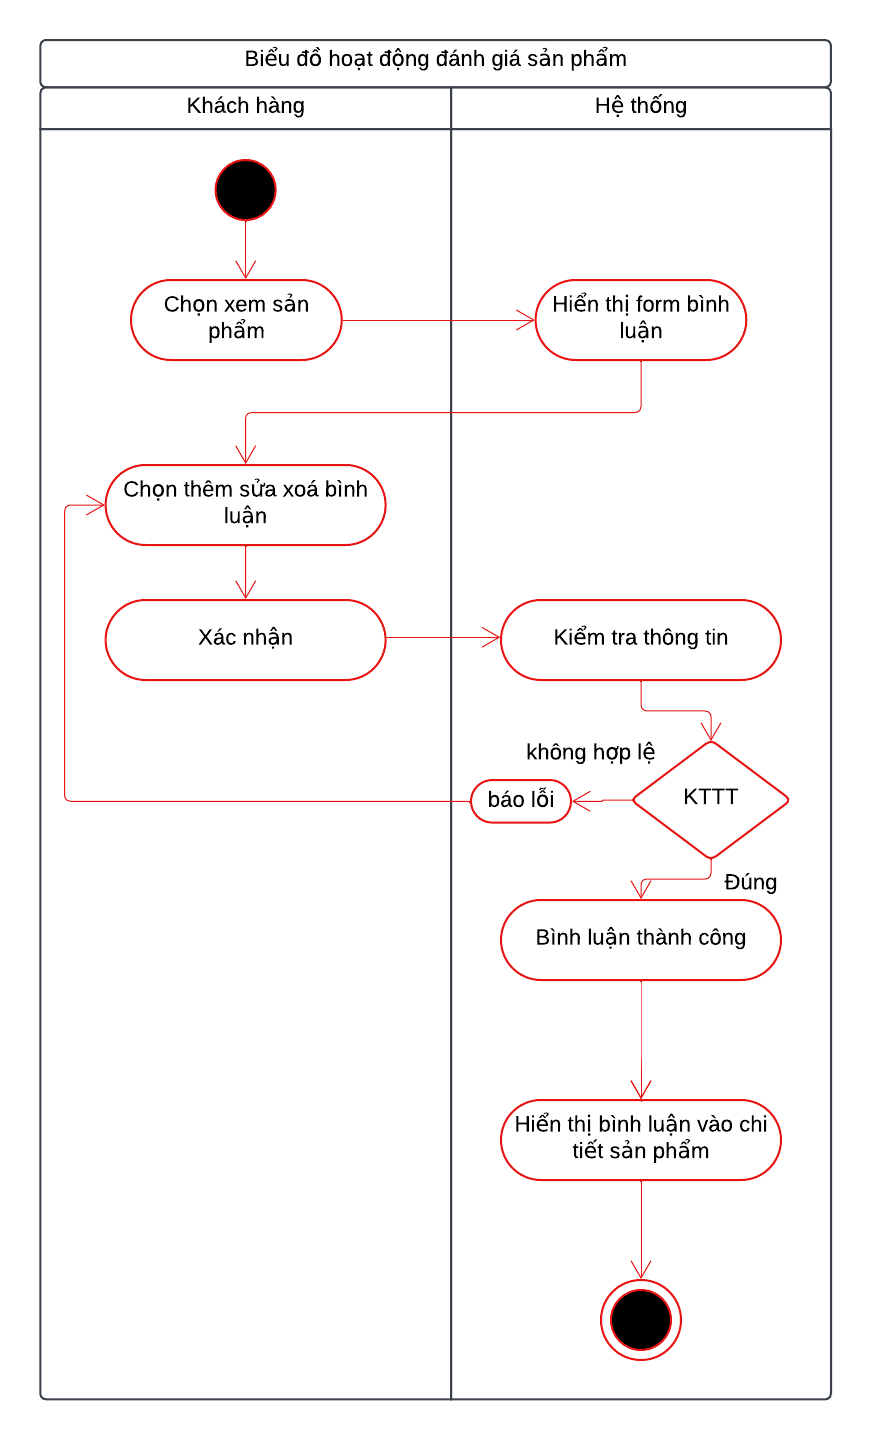 Biểu đồ hoạt động đánh giá sản phẩm
Khách hàng
Hệ thống
Chọn xem sản
phẩm
Hiển thị form bình
luận
Chọn thêm sửa xoá bình
luận
Xác nhận
Kiểm tra thông tin
không hợp lệ
KTTT
báo lỗi
Đúng
Bình luận thành công
Hiển thị bình luận vào chi
tiết sản phẩm